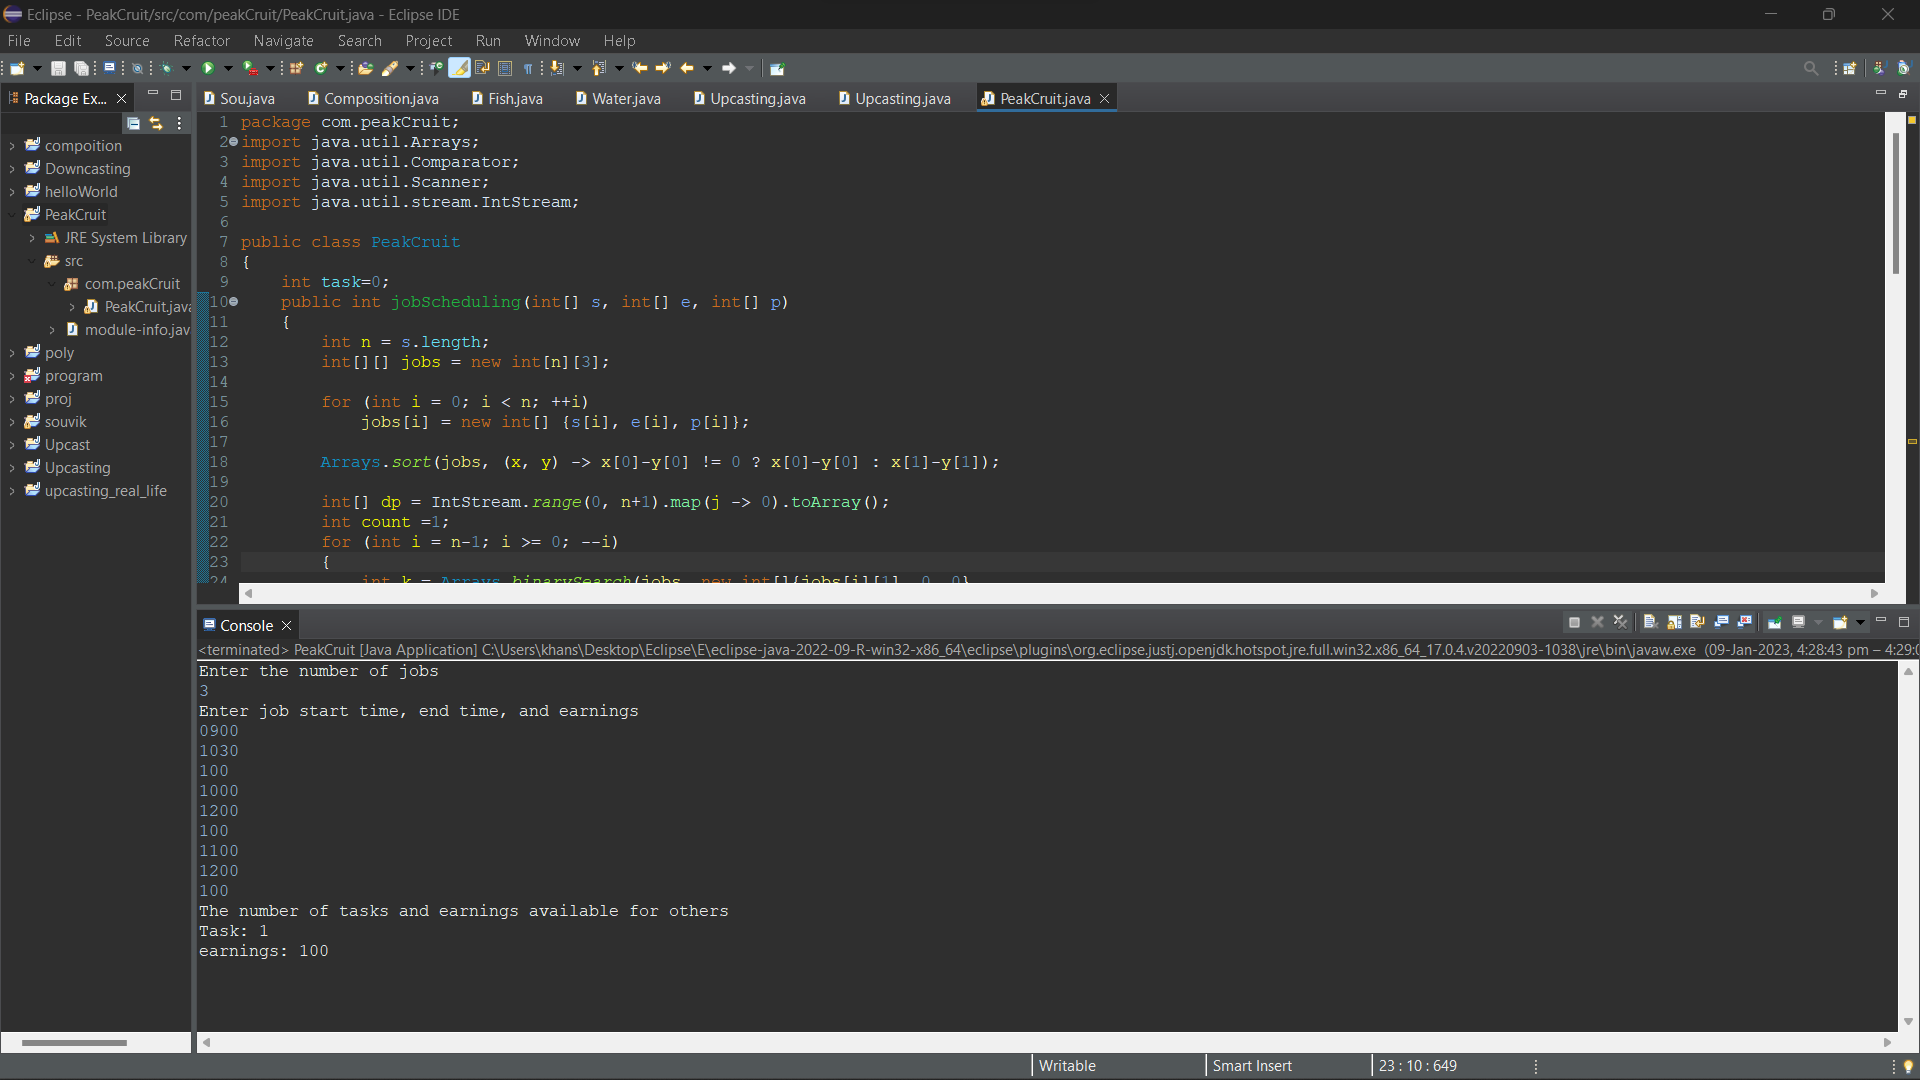 Eclipse - PeakCruit/src/com/peakCruit/PeakCruit.java - Eclipse IDE
File Edit Source Refactor Navigate Search Project Run Window Help
Package Ex...
Sou.java Composition.java Fish.java Water.java Upcasting.java Upcasting.java PeakCruit.java
compoition
Downcasting
helloWorld
PeakCruit
JRE System Library
src
com.peakCruit
PeakCruit.java
module-info.jav
poly
program
proj
souvik
Upcast
Upcasting
upcasting_real_life
1 package com.peakCruit;
2 import java.util.Arrays;
3 import java.util.Comparator;
4 import java.util.Scanner;
5 import java.util.stream.IntStream;
6
7 public class PeakCruit
8 {
9 int task=0;
10 public int jobScheduling(int[] s, int[] e, int[] p)
11 {
12 int n = s.length;
13 int[][] jobs = new int[n][3];
14
15 for (int i = 0; i < n; ++i)
16 jobs[i] = new int[] {s[i], e[i], p[i]};
17
18 Arrays.sort(jobs, (x, y) -> x[0]-y[0] != 0 ? x[0]-y[0] : x[1]-y[1]);
19
20 int[] dp = IntStream.range(0, n+1).map(j -> 0).toArray();
21 int count =1;
22 for (int i = n-1; i >= 0; --i)
23 {
24 int k = Arrays.binarySearch(jobs, new int[]{jobs[i][1], 0, 0}
Console
<terminated> PeakCruit [Java Application] C:\Users\khans\Desktop\Eclipse\E\eclipse-java-2022-09-R-win32-x86_64\eclipse\plugins\org.eclipse.justj.openjdk.hotspot.jre.full.win32.x86_64_17.0.4.v20220903-1038\jre\bin\javaw.exe (09-Jan-2023, 4:28:43 pm – 4:29:0
Enter the number of jobs
3
Enter job start time, end time, and earnings
0900
1030
100
1000
1200
100
1100
1200
100
The number of tasks and earnings available for others
Task: 1
earnings: 100
Writable Smart Insert 23 : 10 : 649